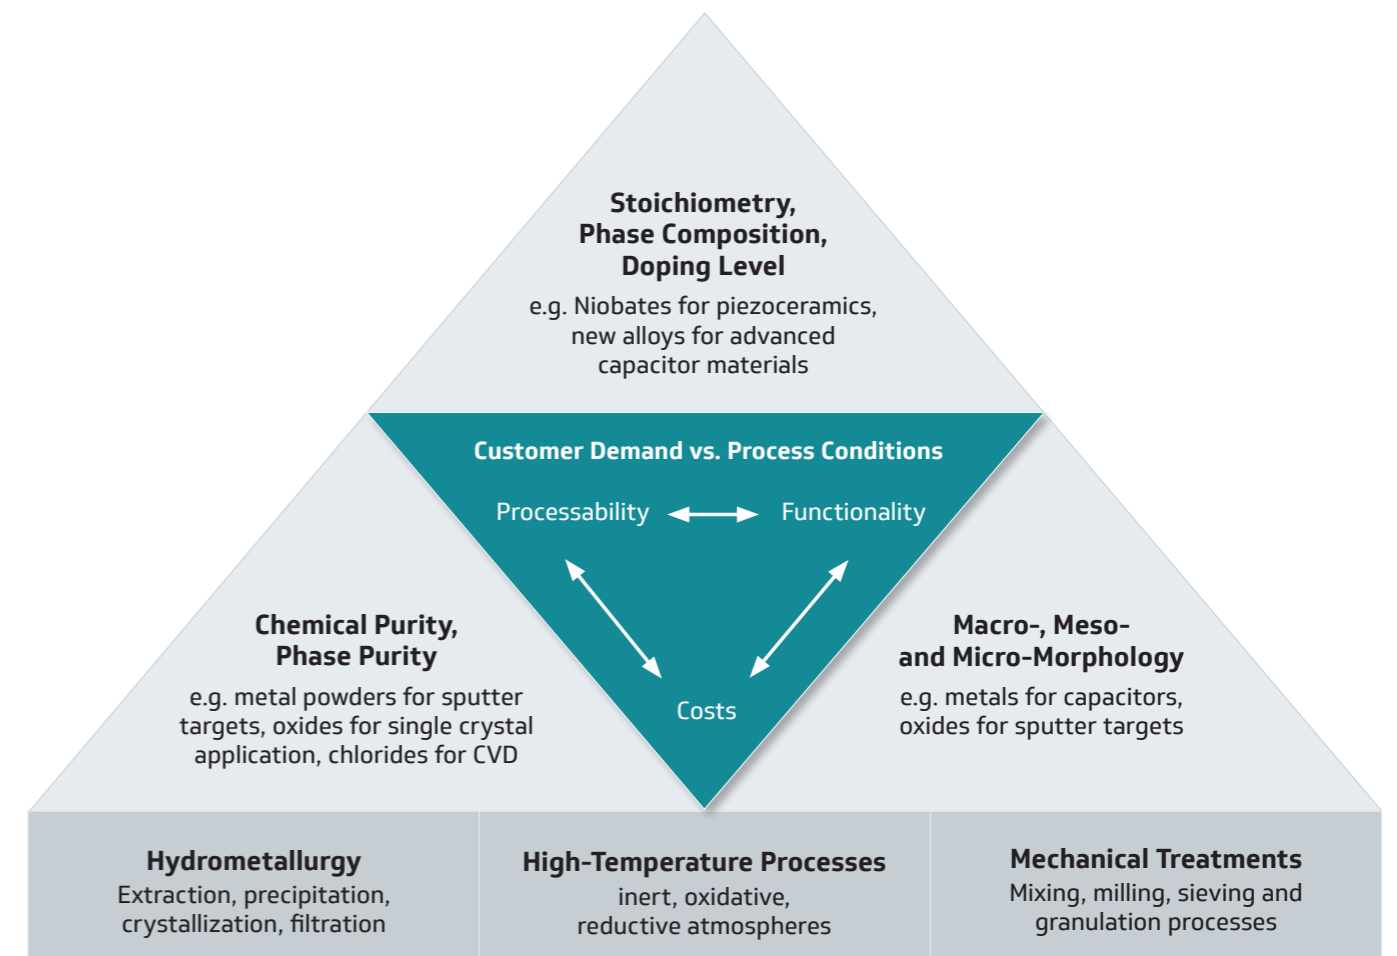 Stoichiometry,
Phase Composition,
Doping Level
e.g. Niobates for piezoceramics,
new alloys for advanced
capacitor materials
Customer Demand vs. Process Conditions
Processability
Functionality
Costs
Chemical Purity,
Phase Purity
e.g. metal powders for sputter
targets, oxides for single crystal
application, chlorides for CVD
Macro-, Meso-
and Micro-Morphology
e.g. metals for capacitors,
oxides for sputter targets
Hydrometallurgy
Extraction, precipitation,
crystallization, filtration
High-Temperature Processes
inert, oxidative,
reductive atmospheres
Mechanical Treatments
Mixing, milling, sieving and
granulation processes